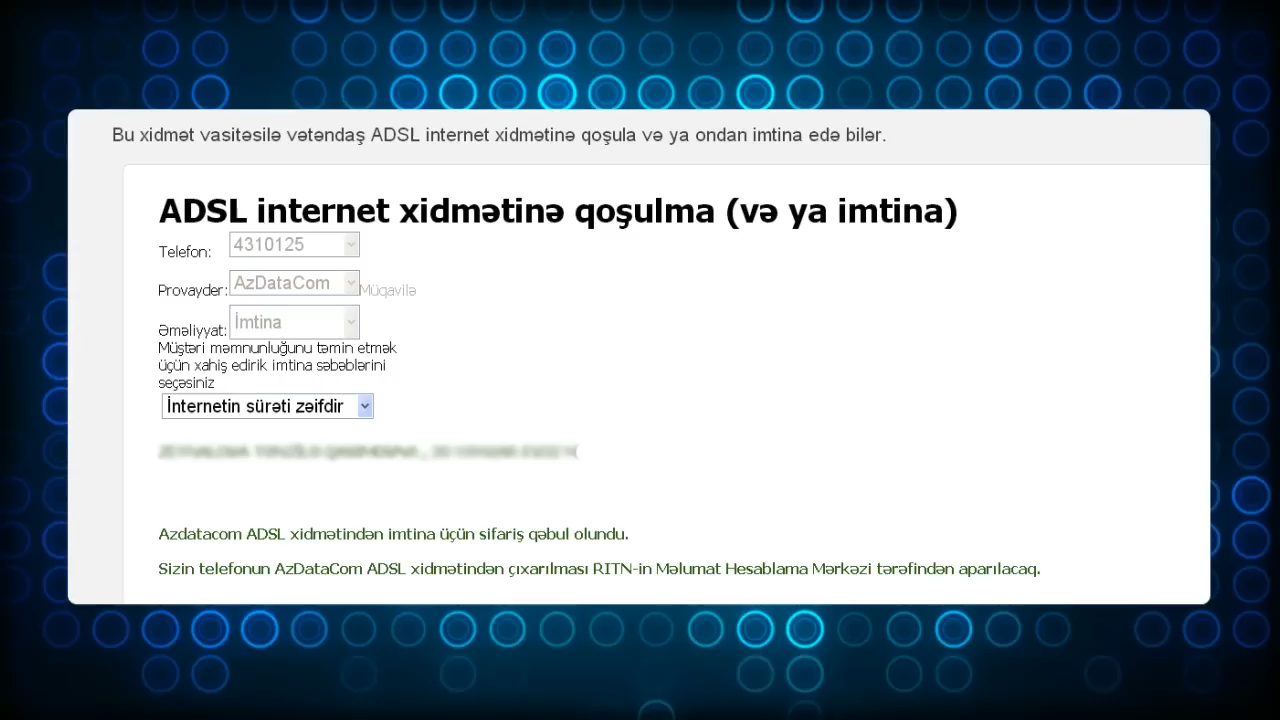 Bu xidmət vasitəsilə vətəndaş ADSL internet xidmətinə qoşula və ya ondan imtina edə bilər.
ADSL internet xidmətinə qoşulma (və ya imtina)
Telefon: 4310125
Provayder: AzDataCom Müqavilə
Əməliyyat: İmtina
Müştəri məmnunluğunu təmin etmək
üçün xahiş edirik imtina səbəblərini
seçəsiniz
İnternetin sürəti zəifdir
Azdatacom ADSL xidmətindən imtina üçün sifariş qəbul olundu.
Sizin telefonun AzDataCom ADSL xidmətindən çıxarılması RITN-in Məlumat Hesablama Mərkəzi tərəfindən aparılacaq.